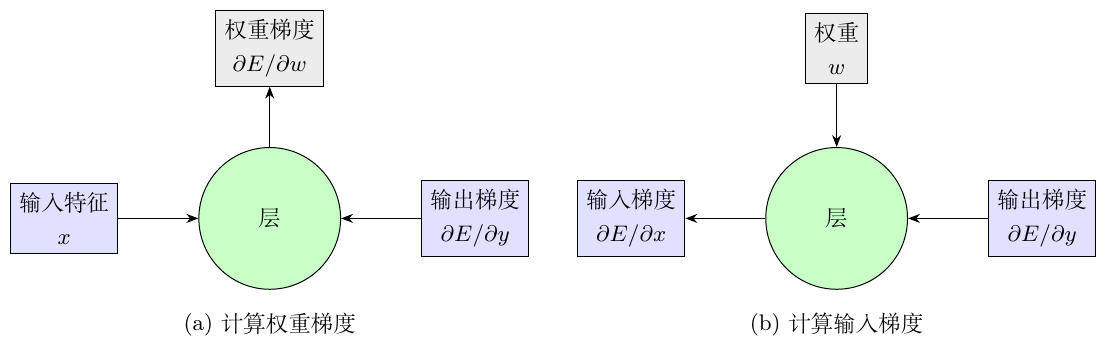 权重梯度
∂E/∂w
输入特征
x
层
输出梯度
∂E/∂y
(a) 计算权重梯度
权重
w
输入梯度
∂E/∂x
层
输出梯度
∂E/∂y
(b) 计算输入梯度